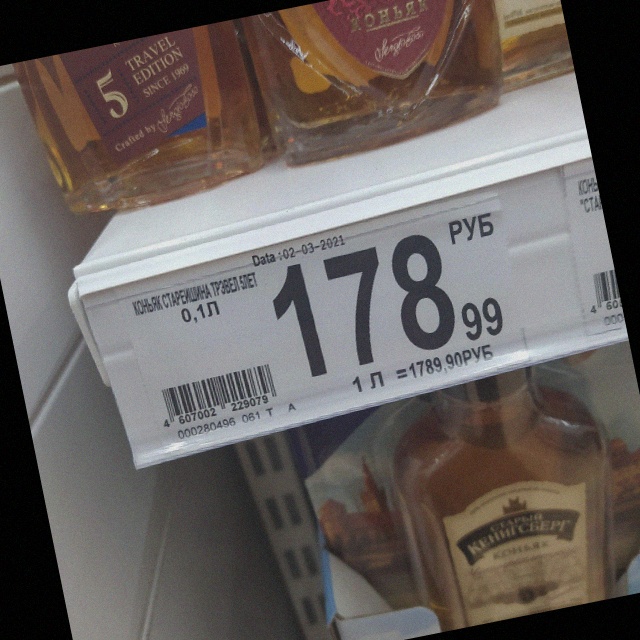 КОНЬЯК
5
TRAVEL
EDITION
SINCE 1869
Crafted by
Data :02-03-2021
РУБ
КОНЬЯК СТАРЕЙШИНА ТРЭВЕЛ 5ЛЕТ
0,1Л
178
99
1 Л =1789,90РУБ
4 607002 229079
000280496 061 Т А
КОНЬ
"СТА
СТАРЫЙ
КЕНИГСБЕРГ
КОНЬЯК